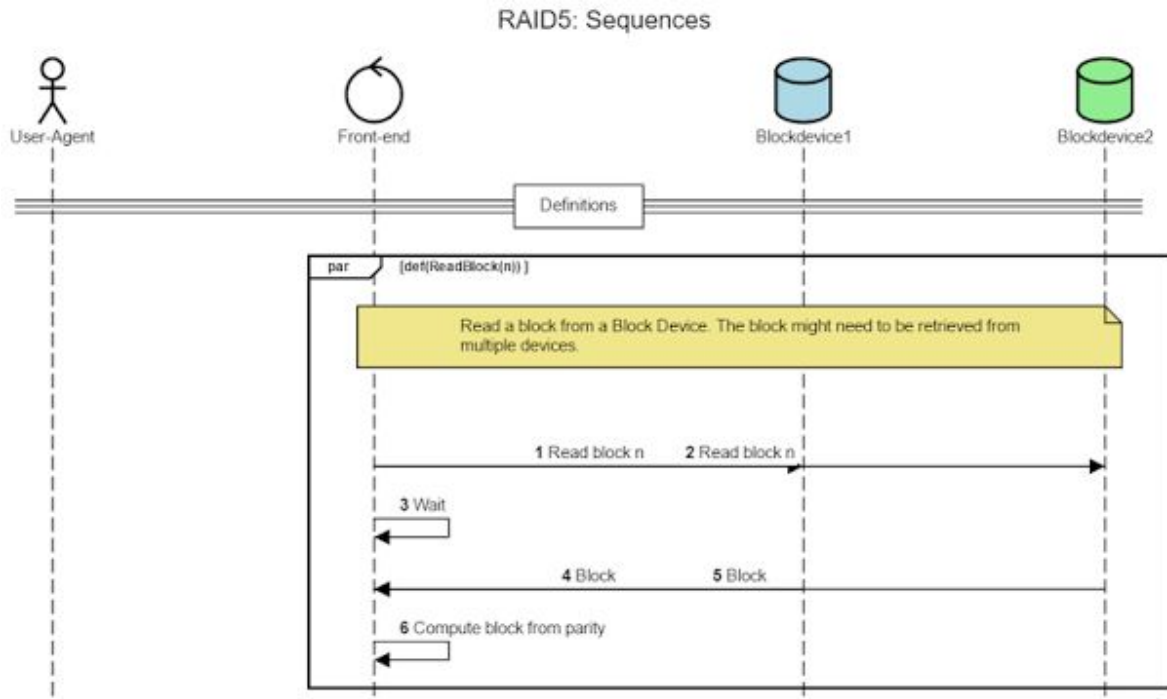 RAID5: Sequences
User-Agent
Front-end
Blockdevice1
Blockdevice2
Definitions
par [def(ReadBlock(n)) ]
Read a block from a Block Device. The block might need to be retrieved from
multiple devices.
1 Read block n 2 Read block n
3 Wait
4 Block 5 Block
6 Compute block from parity